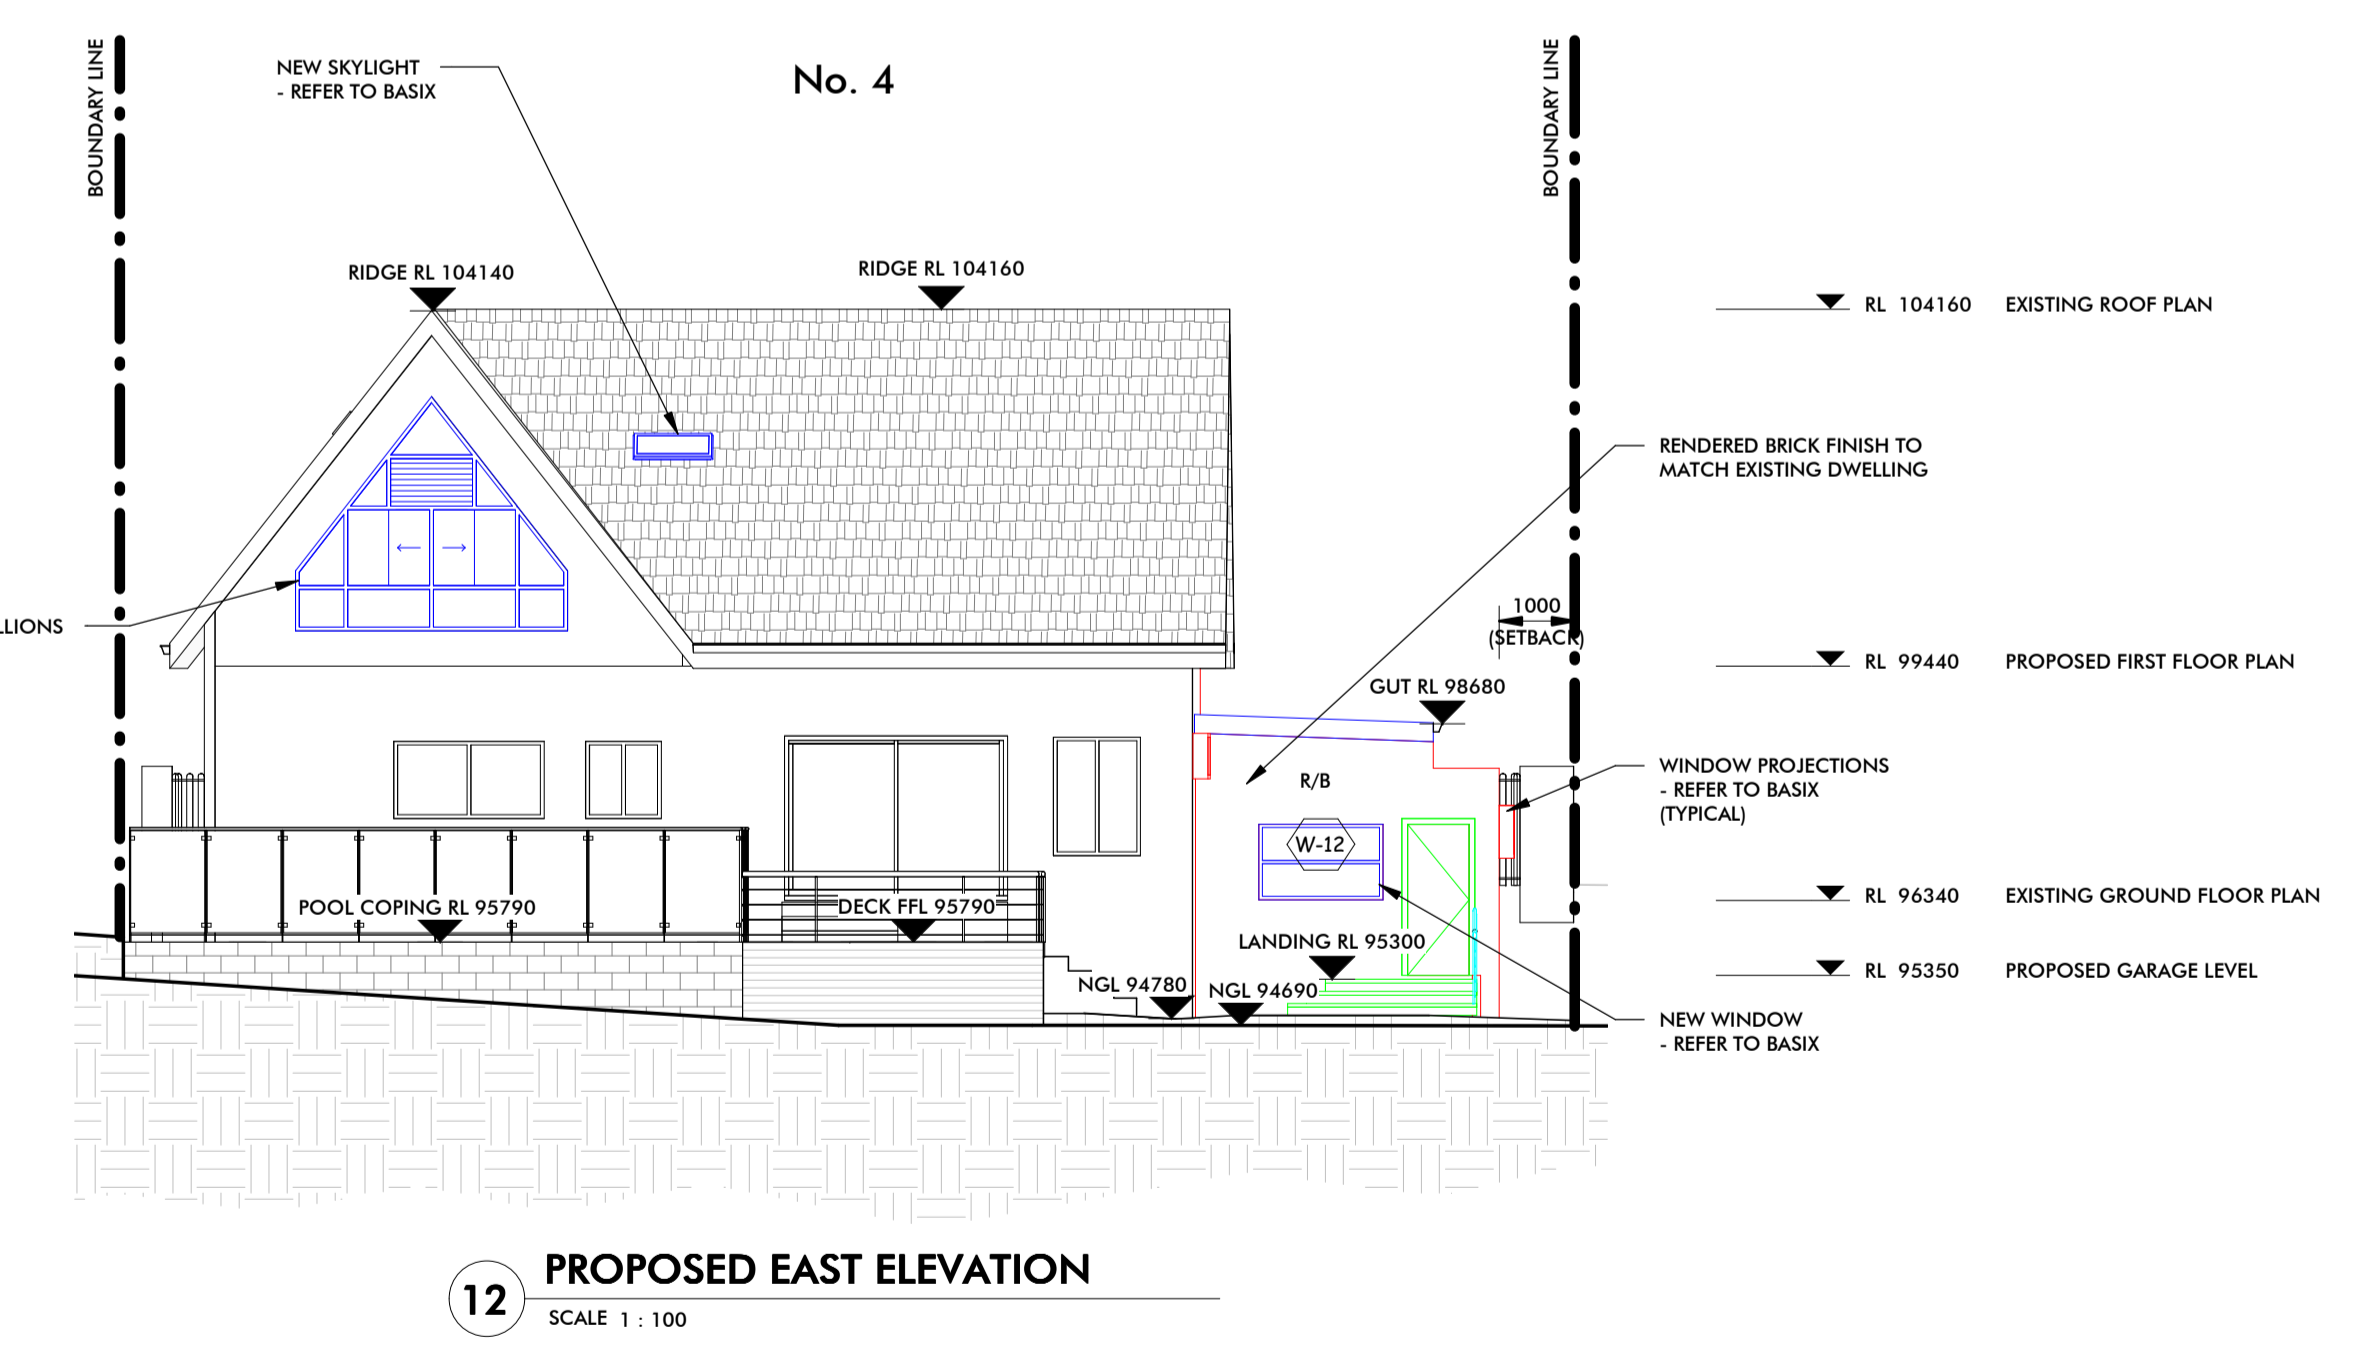 BOUNDARY LINE
NEW SKYLIGHT
- REFER TO BASIX
No. 4
BOUNDARY LINE
RIDGE RL 104140
RIDGE RL 104160
RL 104160 EXISTING ROOF PLAN
RENDERED BRICK FINISH TO
MATCH EXISTING DWELLING
1000
(SETBACK)
LLIONS
RL 99440 PROPOSED FIRST FLOOR PLAN
GUT RL 98680
WINDOW PROJECTIONS
- REFER TO BASIX
(TYPICAL)
R/B
W-12
RL 96340 EXISTING GROUND FLOOR PLAN
POOL COPING RL 95790
DECK FFL 95790
LANDING RL 95300
RL 95350 PROPOSED GARAGE LEVEL
NGL 94780
NGL 94690
NEW WINDOW
- REFER TO BASIX
12
PROPOSED EAST ELEVATION
SCALE 1 : 100